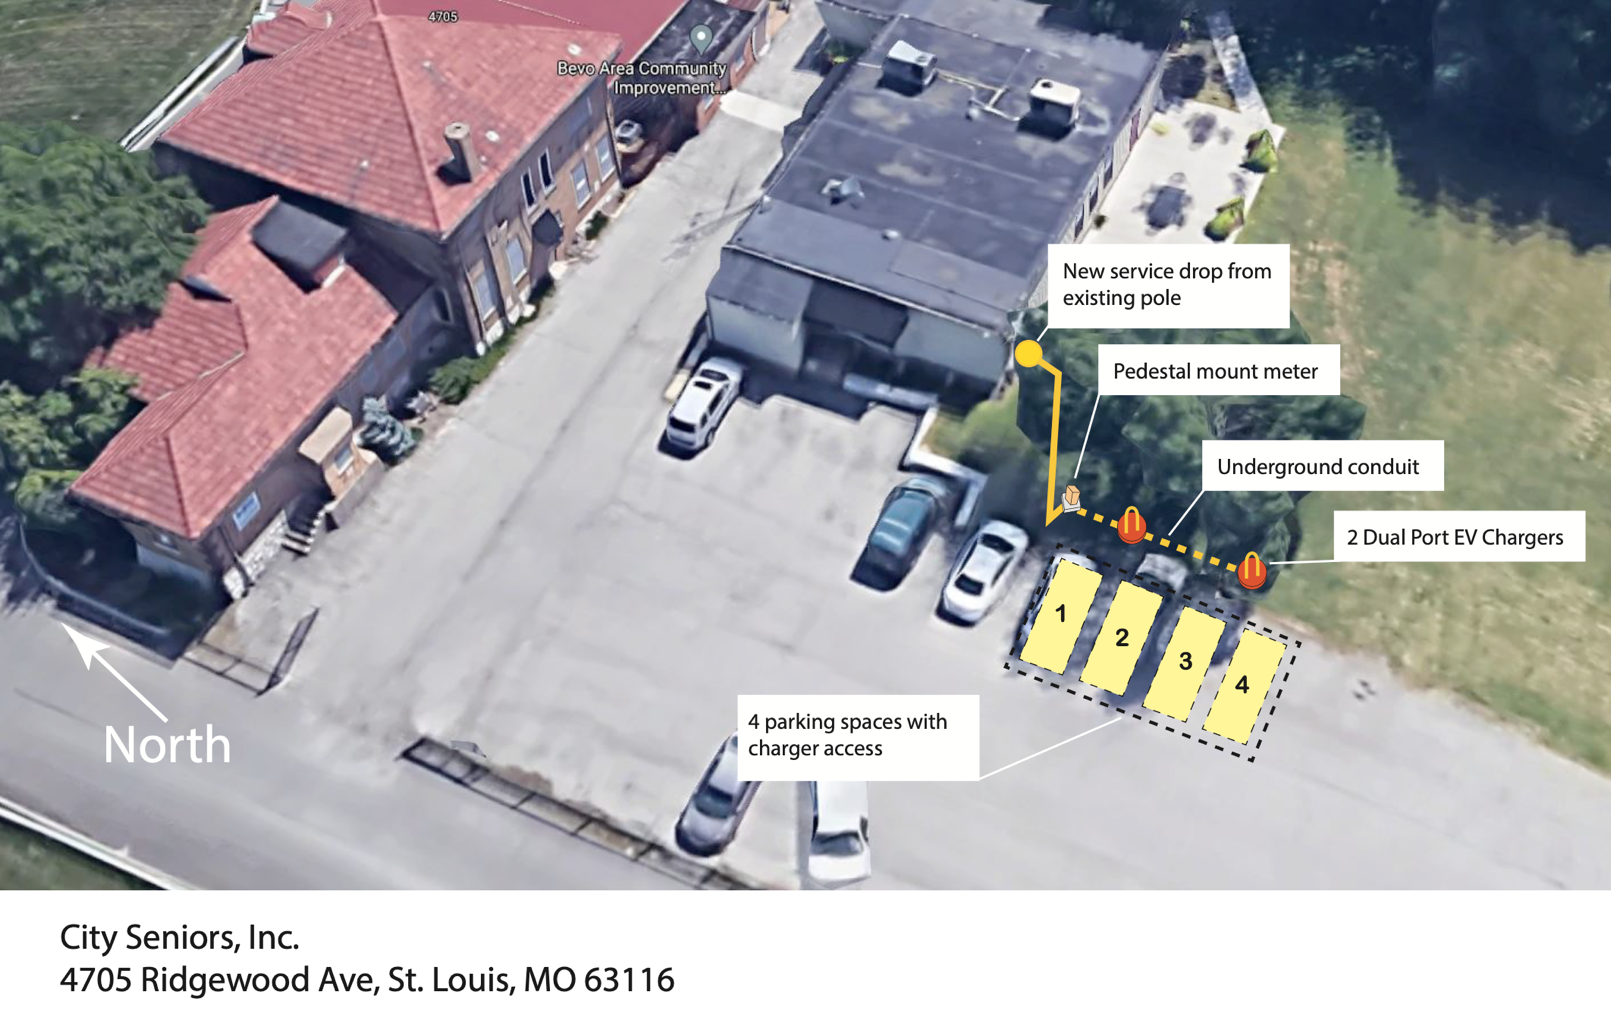 4705
Bevo Area Community
Improvement...
New service drop from
existing pole
Pedestal mount meter
Underground conduit
2 Dual Port EV Chargers
1
2
3
4
4 parking spaces with
charger access
North
City Seniors, Inc.
4705 Ridgewood Ave, St. Louis, MO 63116